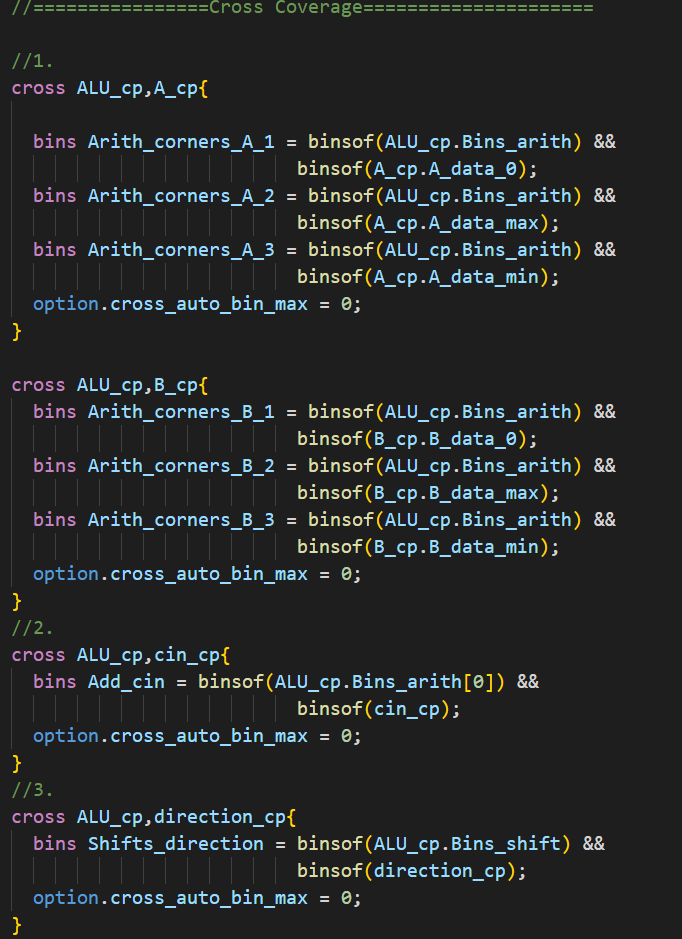 //================Cross Coverage=====================
//1.
cross ALU_cp,A_cp{
bins Arith_corners_A_1 = binsof(ALU_cp.Bins_arith) &&
binsof(A_cp.A_data_0);
bins Arith_corners_A_2 = binsof(ALU_cp.Bins_arith) &&
binsof(A_cp.A_data_max);
bins Arith_corners_A_3 = binsof(ALU_cp.Bins_arith) &&
binsof(A_cp.A_data_min);
option.cross_auto_bin_max = 0;
}
cross ALU_cp,B_cp{
bins Arith_corners_B_1 = binsof(ALU_cp.Bins_arith) &&
binsof(B_cp.B_data_0);
bins Arith_corners_B_2 = binsof(ALU_cp.Bins_arith) &&
binsof(B_cp.B_data_max);
bins Arith_corners_B_3 = binsof(ALU_cp.Bins_arith) &&
binsof(B_cp.B_data_min);
option.cross_auto_bin_max = 0;
}
//2.
cross ALU_cp,cin_cp{
bins Add_cin = binsof(ALU_cp.Bins_arith[0]) &&
binsof(cin_cp);
option.cross_auto_bin_max = 0;
}
//3.
cross ALU_cp,direction_cp{
bins Shifts_direction = binsof(ALU_cp.Bins_shift) &&
binsof(direction_cp);
option.cross_auto_bin_max = 0;
}